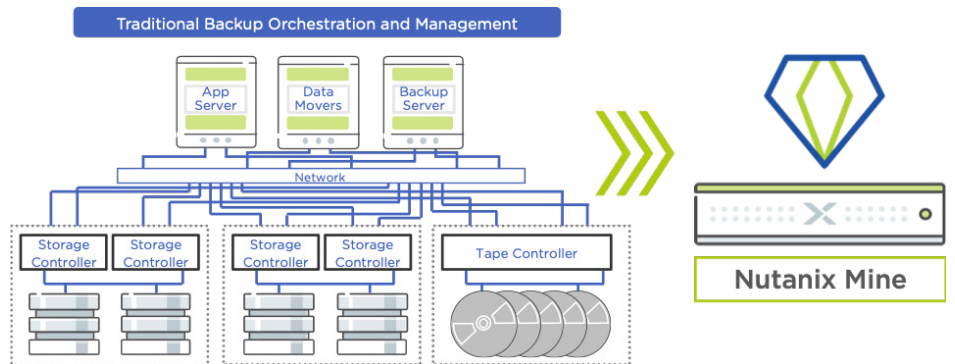 Traditional Backup Orchestration and Management
App
Server
Data
Movers
Backup
Server
Network
Storage
Controller
Storage
Controller
Storage
Controller
Storage
Controller
Tape Controller
Nutanix Mine